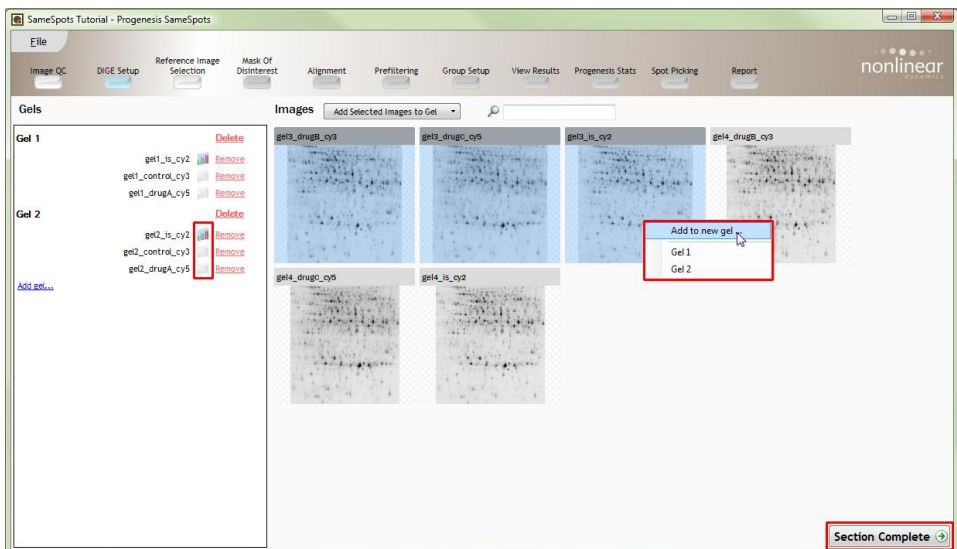 SameSpots Tutorial - Progenesis SameSpots
File
Image QC
DIGE Setup
Reference Image
Selection
Mask Of
Disinterest
Alignment
Prefiltering
Group Setup
View Results
Progenesis Stats
Spot Picking
Report
nonlinear
dynamics
Gels
Images
Add Selected Images to Gel
Gel 1
Delete
gel1_is_cy2
Remove
gel1_control_cy3
Remove
gel1_drugA_cy5
Remove
Gel 2
Delete
gel2_is_cy2
Remove
gel2_control_cy3
Remove
gel2_drugA_cy5
Remove
Add gel...
gel3_drugB_cy3
gel3_drugC_cy5
gel3_is_cy2
gel4_drugB_cy3
gel4_drugC_cy5
gel4_is_cy2
Add to new gel ...
Gel 1
Gel 2
Section Complete